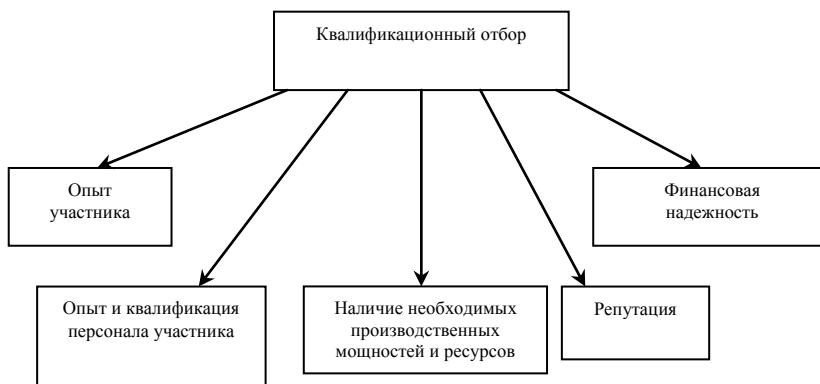 Квалификационный отбор
Опыт
участника
Финансовая
надежность
Опыт и квалификация
персонала участника
Наличие необходимых
производственных
мощностей и ресурсов
Репутация